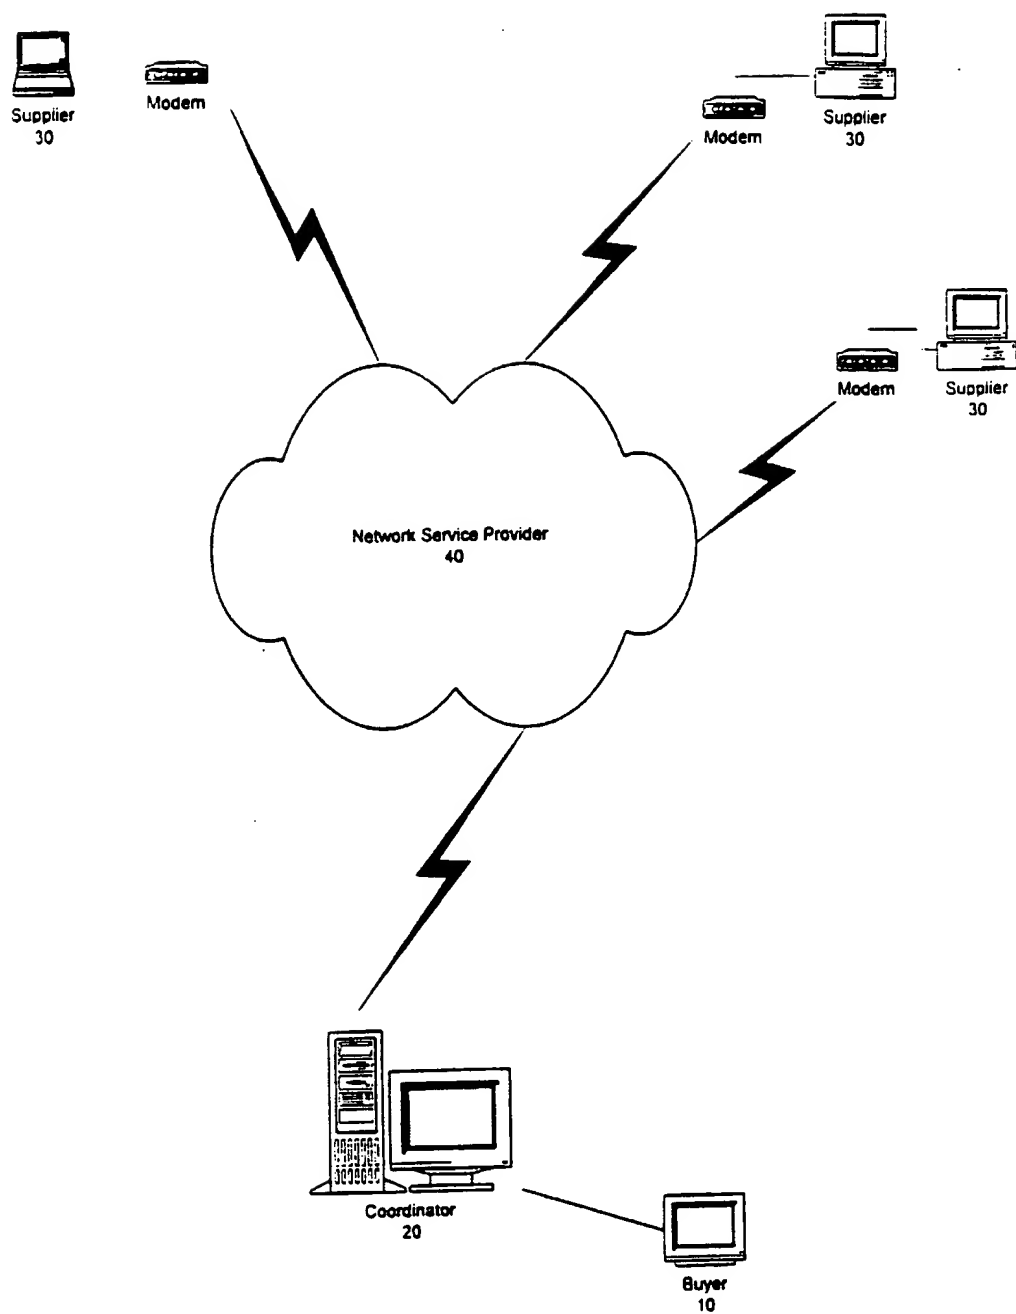 Supplier
30
Modem
Modem
Supplier
30
Modem
Supplier
30
Network Service Provider
40
Coordinator
20
Buyer
10